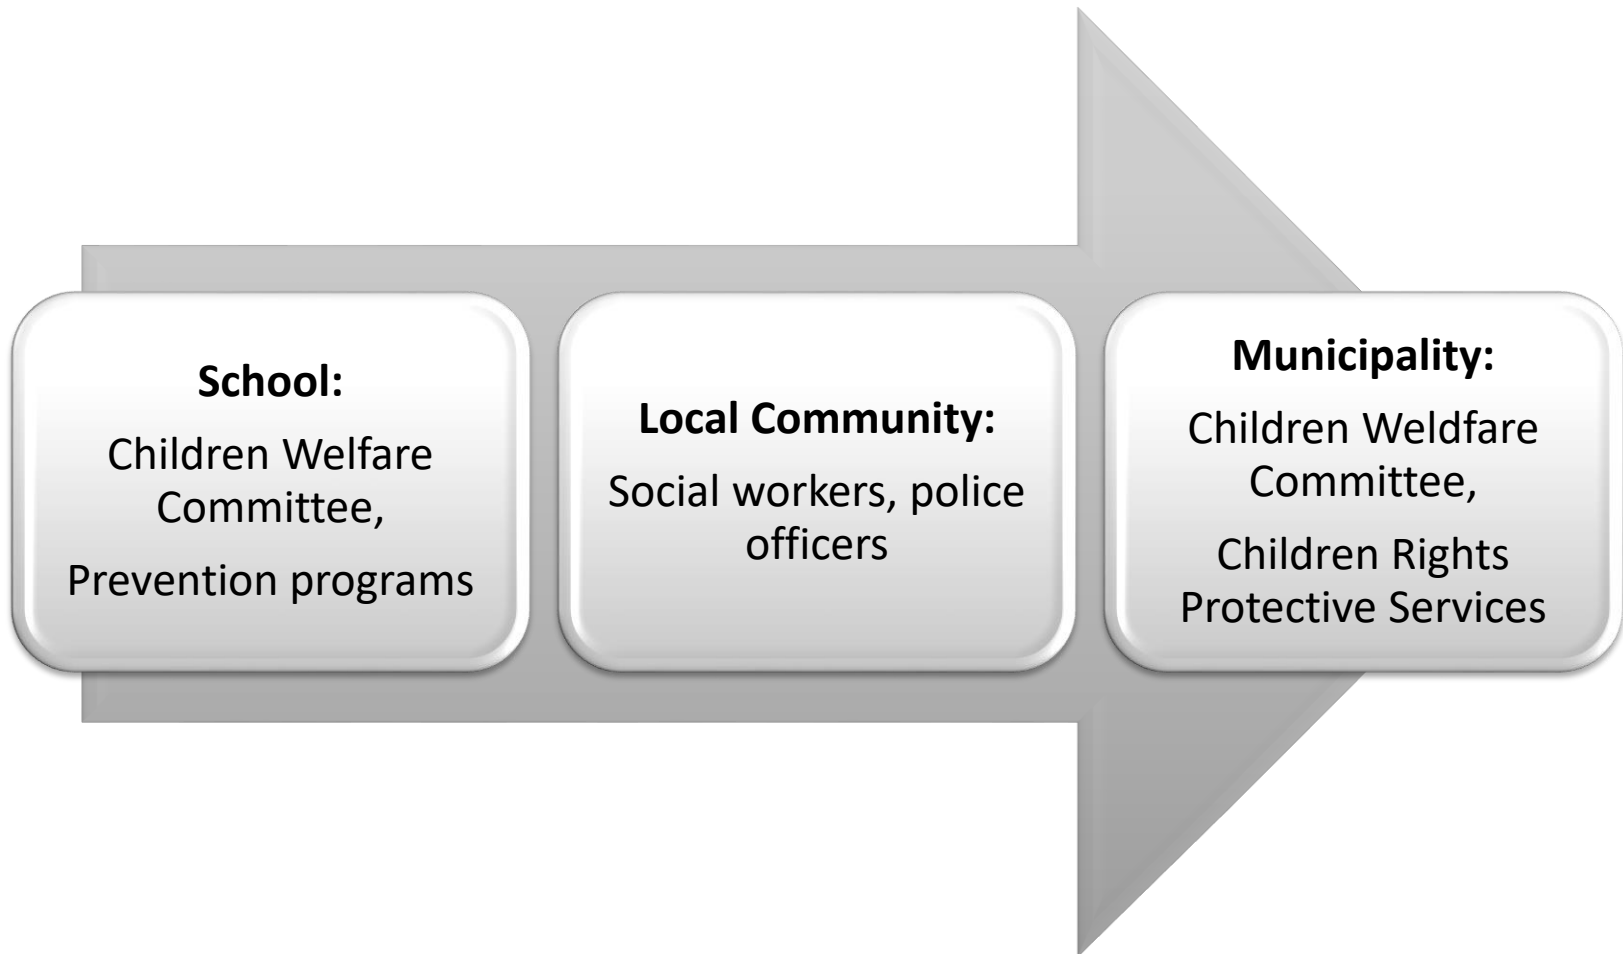 School:
Children Welfare
Committee,
Prevention programs
Local Community:
Social workers, police
officers
Municipality:
Children Weldfare
Committee,
Children Rights
Protective Services